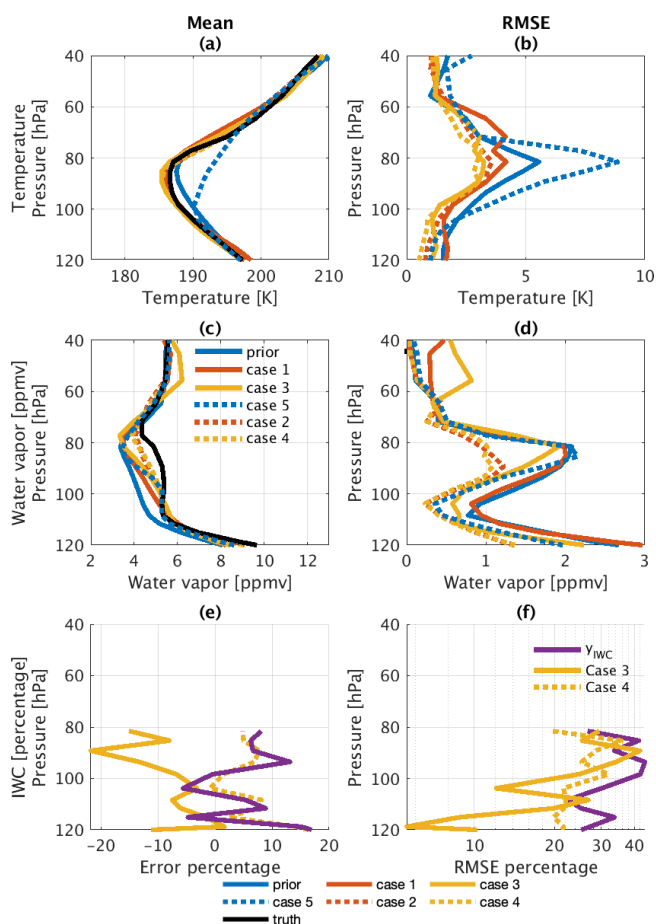 Mean
RMSE
(a)
(b)
40
60
80
100
120
Temperature
Pressure [hPa]
180
190
200
210
Temperature [K]
40
60
80
100
120
Pressure [hPa]
0
5
10
Temperature [K]
(c)
(d)
40
60
80
100
120
Water vapor [ppmv]
Pressure [hPa]
prior
case 1
case 3
case 5
case 2
case 4
2
4
6
8
10
12
Water vapor [ppmv]
40
60
80
100
120
Pressure [hPa]
0
1
2
3
Water vapor [ppmv]
(e)
(f)
40
60
80
100
120
IWC [percentage]
Pressure [hPa]
-20
-10
0
10
20
Error percentage
40
60
80
100
120
Pressure [hPa]
yIWC
Case 3
Case 4
10
20
30
40
RMSE percentage
prior
case 1
case 3
case 5
case 2
case 4
truth